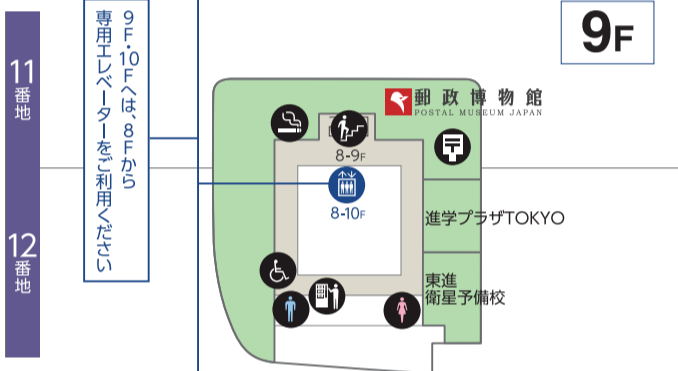 9F
11
番地
12
番地
9F・10Fへは、8Fから
専用エレベーターをご利用ください
郵政博物館
POSTAL MUSEUM JAPAN
8-9F
8-10F
進学プラザTOKYO
東進
衛星予備校